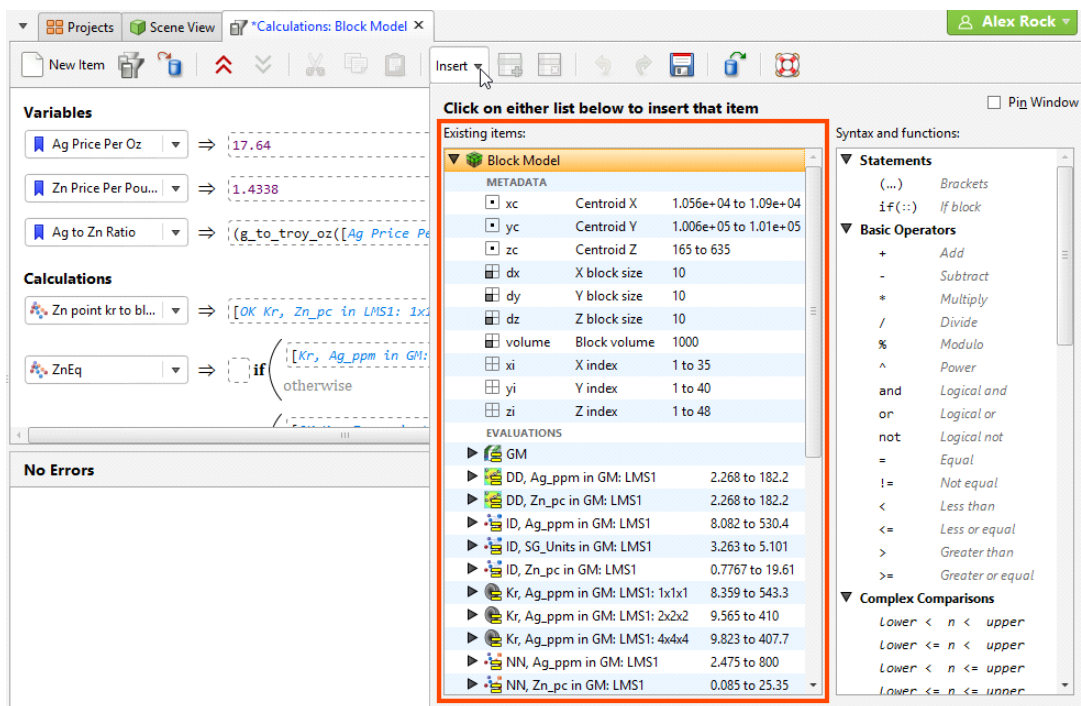 Projects Scene View *Calculations: Block Model X Alex Rock
New Item Insert
Click on either list below to insert that item Pin Window
Variables
Ag Price Per Oz ⇒ 17.64
Zn Price Per Pou... ⇒ 1.4338
Ag to Zn Ratio ⇒ (g_to_troy_oz([Ag Price Pe
Calculations
Zn point kr to bl... ⇒ [OK Kr, Zn_pc in LMS1: 1x1
ZnEq ⇒ if ( [Kr, Ag_ppm in GM:
otherwise
No Errors
Existing items:
Block Model
METADATA
xc Centroid X 1.056e+04 to 1.09e+04
yc Centroid Y 1.006e+05 to 1.01e+05
zc Centroid Z 165 to 635
dx X block size 10
dy Y block size 10
dz Z block size 10
volume Block volume 1000
xi X index 1 to 35
yi Y index 1 to 40
zi Z index 1 to 48
EVALUATIONS
GM
DD, Ag_ppm in GM: LMS1 2.268 to 182.2
DD, Zn_pc in GM: LMS1 2.268 to 182.2
ID, Ag_ppm in GM: LMS1 8.082 to 530.4
ID, SG_Units in GM: LMS1 3.263 to 5.101
ID, Zn_pc in GM: LMS1 0.7767 to 19.61
Kr, Ag_ppm in GM: LMS1: 1x1x1 8.359 to 543.3
Kr, Ag_ppm in GM: LMS1: 2x2x2 9.565 to 410
Kr, Ag_ppm in GM: LMS1: 4x4x4 9.823 to 407.7
NN, Ag_ppm in GM: LMS1 2.475 to 800
NN, Zn_pc in GM: LMS1 0.085 to 25.35
Syntax and functions:
Statements
(...) Brackets
if(::) If block
Basic Operators
+ Add
- Subtract
* Multiply
/ Divide
% Modulo
^ Power
and Logical and
or Logical or
not Logical not
= Equal
!= Not equal
< Less than
<= Less or equal
> Greater than
>= Greater or equal
Complex Comparisons
Lower < n < upper
Lower <= n < upper
Lower < n <= upper
Lower <= n <= upper